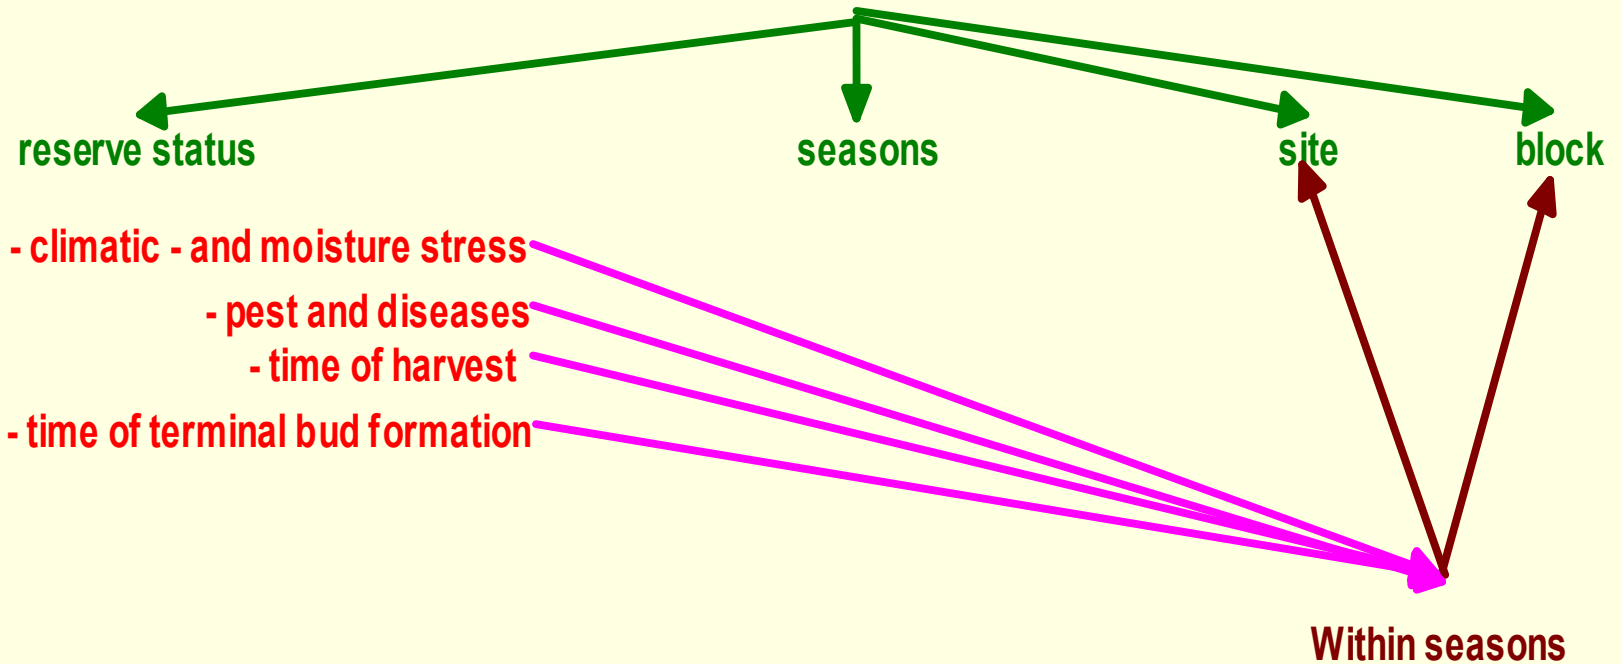 reserve status
seasons
site
block
- climatic - and moisture stress
- pest and diseases
- time of harvest
- time of terminal bud formation
Within seasons